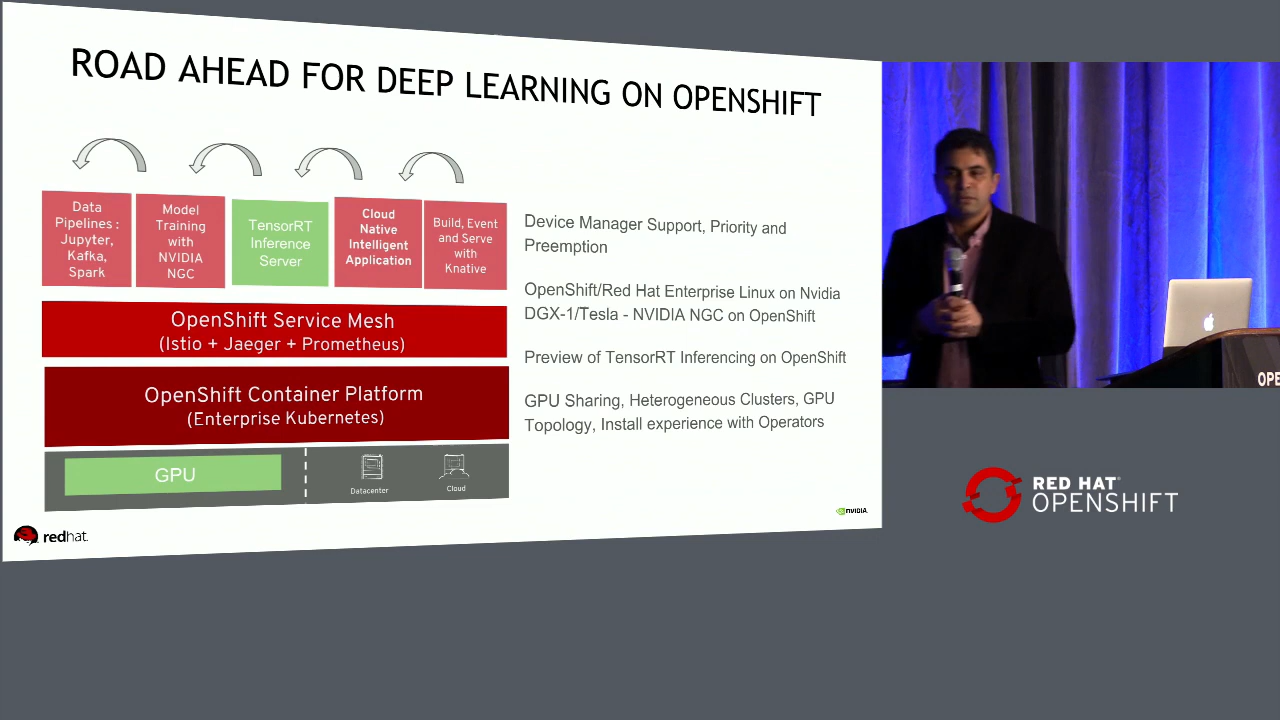 ROAD AHEAD FOR DEEP LEARNING ON OPENSHIFT
Data
Pipelines :
Jupyter,
Kafka,
Spark
Model
Training
with
NVIDIA
NGC
TensorRT
Inference
Server
Cloud
Native
Intelligent
Application
Build, Event
and Serve
with
Knative
OpenShift Service Mesh
(Istio + Jaeger + Prometheus)
OpenShift Container Platform
(Enterprise Kubernetes)
GPU
Datacenter
Cloud
Device Manager Support, Priority and
Preemption
OpenShift/Red Hat Enterprise Linux on Nvidia
DGX-1/Tesla - NVIDIA NGC on OpenShift
Preview of TensorRT Inferencing on OpenShift
GPU Sharing, Heterogeneous Clusters, GPU
Topology, Install experience with Operators
redhat.
NVIDIA.
OPE
RED HAT
OPENSHIFT